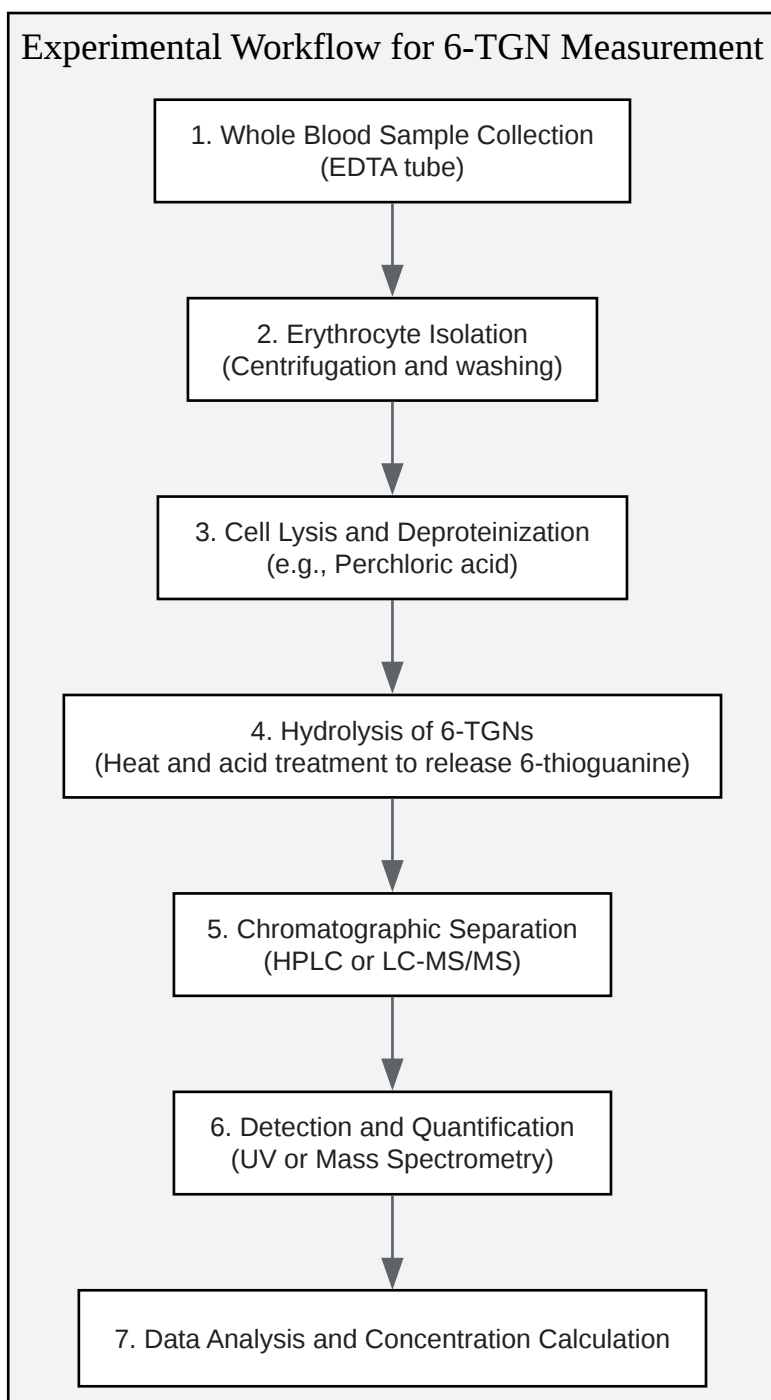 Experimental Workflow for 6-TGN Measurement
1. Whole Blood Sample Collection
(EDTA tube)
2. Erythrocyte Isolation
(Centrifugation and washing)
3. Cell Lysis and Deproteinization
(e.g., Perchloric acid)
4. Hydrolysis of 6-TGNs
(Heat and acid treatment to release 6-thioguanine)
5. Chromatographic Separation
(HPLC or LC-MS/MS)
6. Detection and Quantification
(UV or Mass Spectrometry)
7. Data Analysis and Concentration Calculation